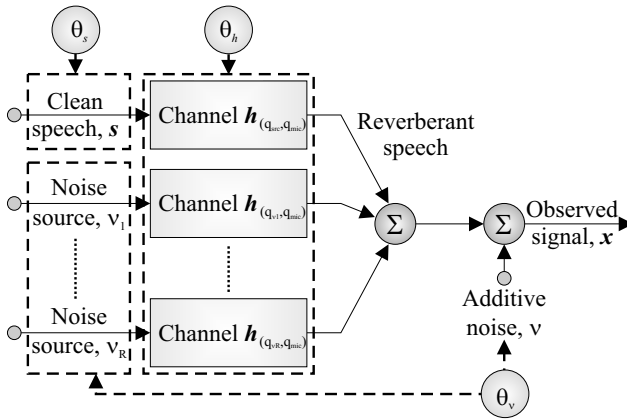 θs
θh
Clean
speech, s
Channel h(qsrc,qmic)
Reverberant
speech
Noise
source, ν1
Channel h(qν1,qmic)
Σ
Σ
Observed
signal, x
Noise
source, νR
Channel h(qνR,qmic)
Additive
noise, ν
θν